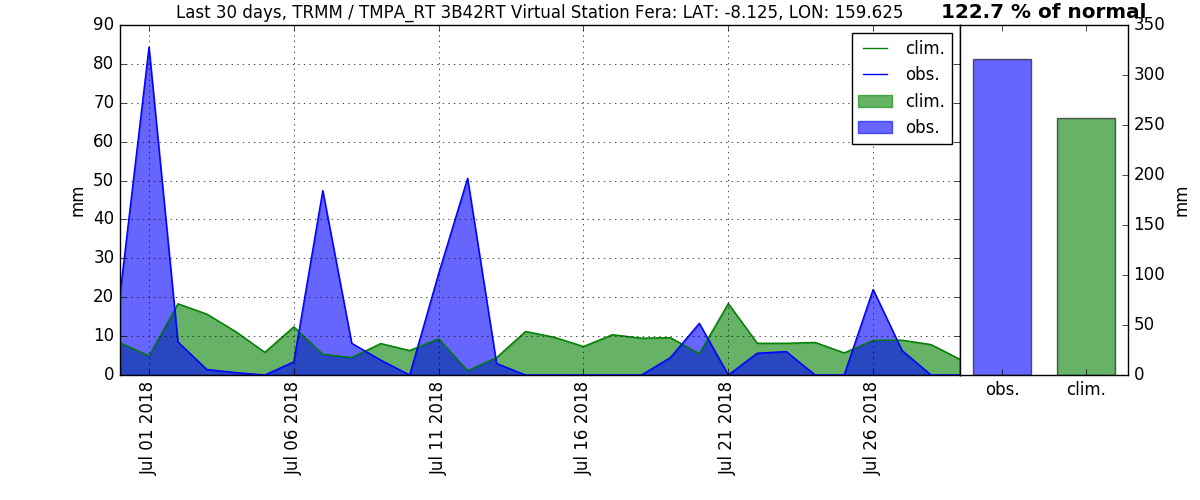 Last 30 days, TRMM / TMPA_RT 3B42RT Virtual Station Fera: LAT: -8.125, LON: 159.625
122.7 % of normal
90
80
70
60
50
40
30
20
10
0
mm
clim.
obs.
clim.
obs.
Jul 01 2018
Jul 06 2018
Jul 11 2018
Jul 16 2018
Jul 21 2018
Jul 26 2018
350
300
250
200
150
100
50
0
mm
obs.
clim.